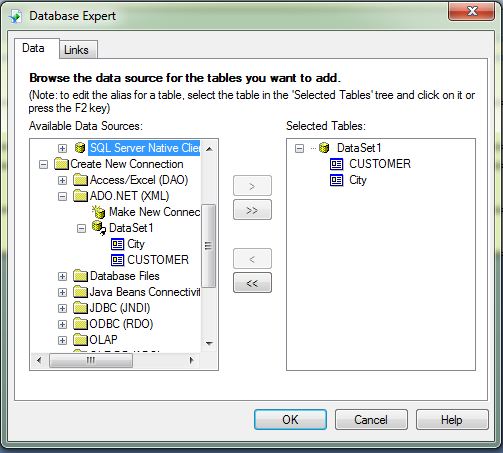 Database Expert
Data Links
Browse the data source for the tables you want to add.
(Note: to edit the alias for a table, select the table in the 'Selected Tables' tree and click on it or
press the F2 key)
Available Data Sources: Selected Tables:
SQL Server Native Clie
Create New Connection
Access/Excel (DAO)
ADO.NET (XML)
Make New Connec
DataSet1
City
CUSTOMER
Database Files
Java Beans Connectivit
JDBC (JNDI)
ODBC (RDO)
OLAP
DataSet1
CUSTOMER
City
>
>>
<
<<
OK Cancel Help